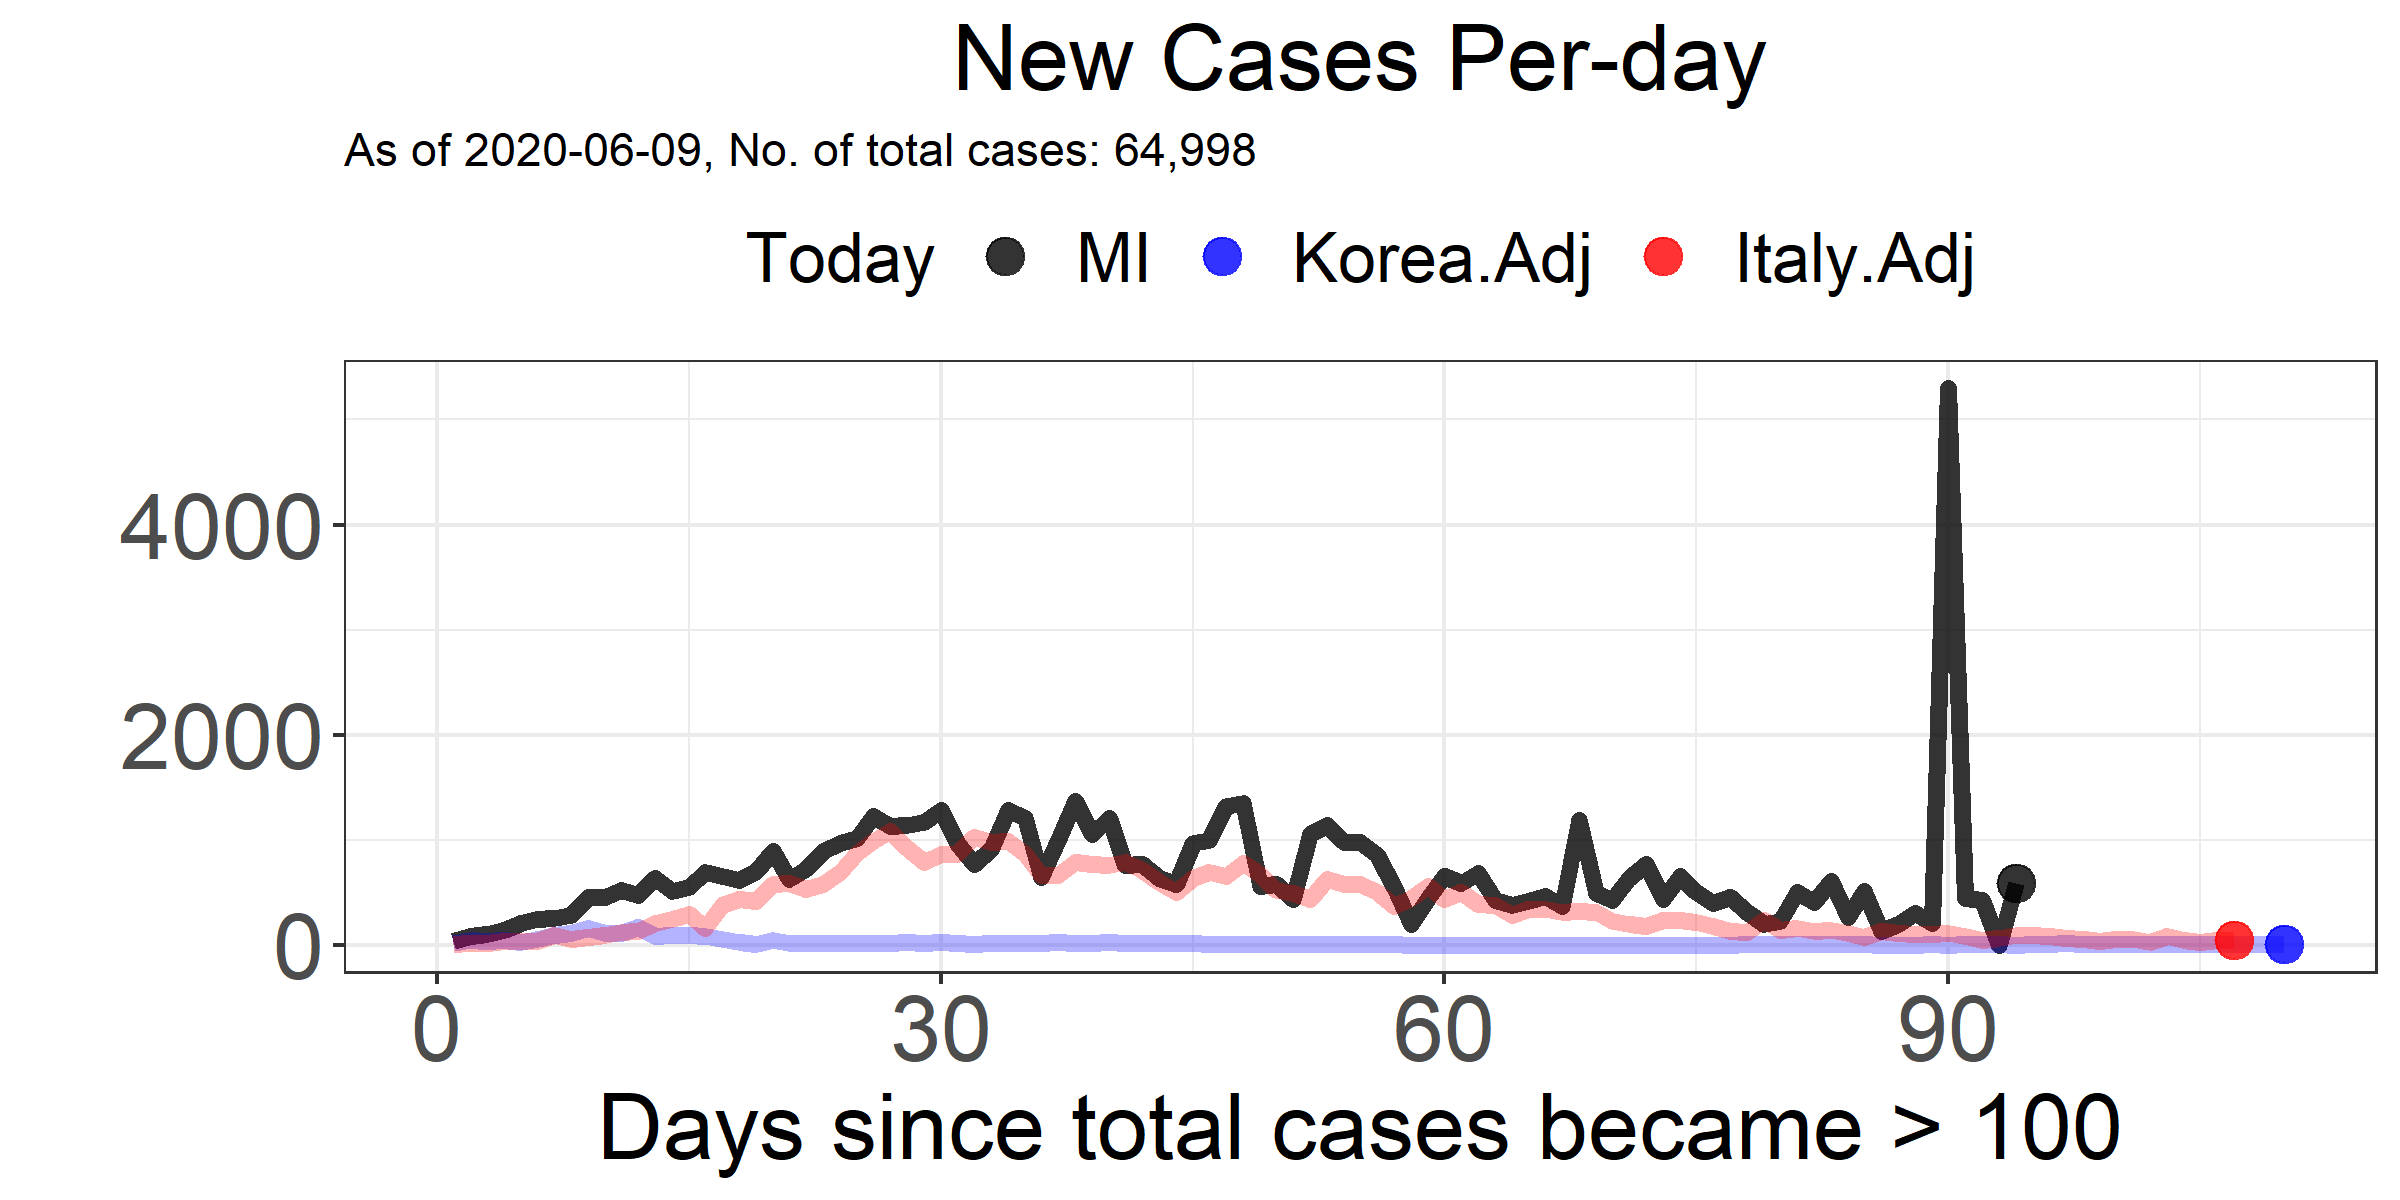 New Cases Per-day
As of 2020-06-09, No. of total cases: 64,998
Today MI Korea.Adj Italy.Adj
4000
2000
0
0 30 60 90
Days since total cases became > 100